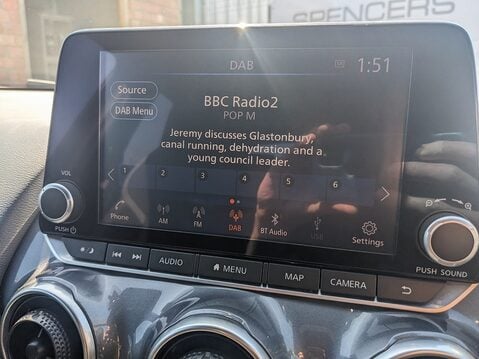 SPENCERS
DAB
1:51
Source
DAB Menu
BBC Radio2
POP M
Jeremy discusses Glastonbury,
canal running, dehydration and a
young council leader.
1 2 3 4 5 6
Phone AM FM DAB BT Audio USB Settings
VOL
PUSH
PUSH SOUND
AUDIO MENU MAP CAMERA